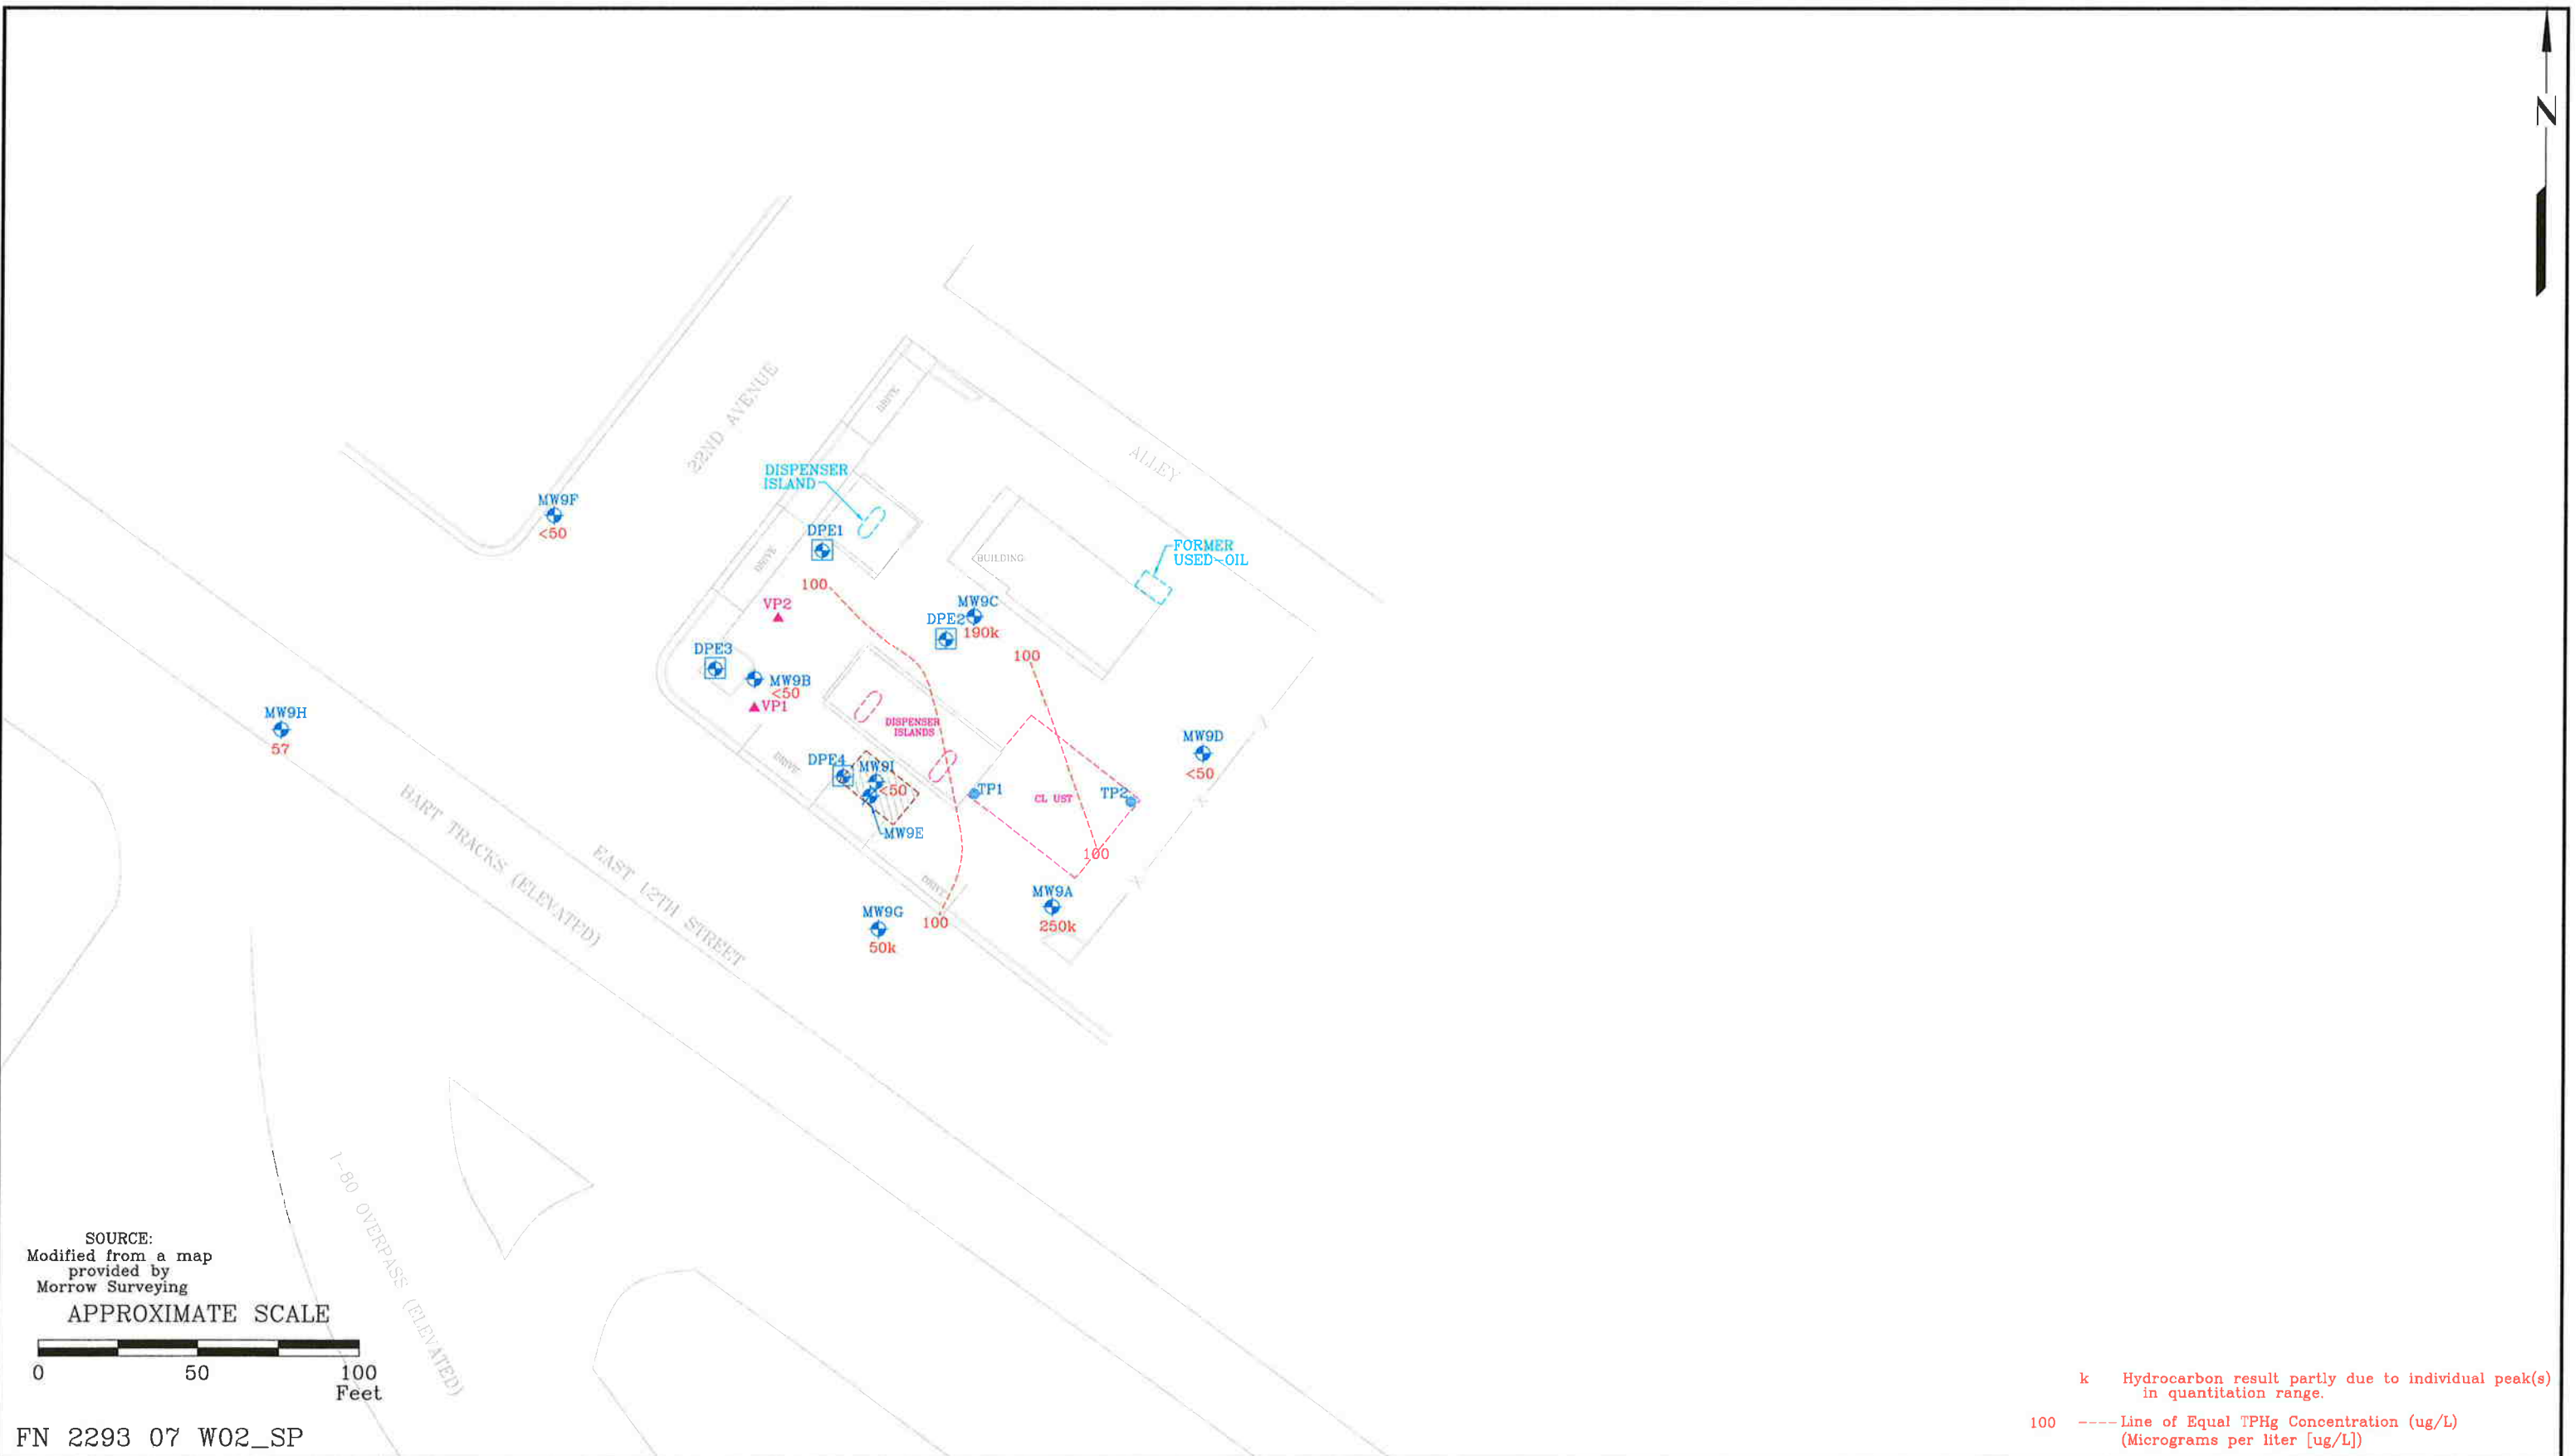 N
22ND AVENUE
DRIVE
ALLEY
DISPENSER
ISLAND
MW9F
<50
DPE1
DRIVE
BUILDING
FORMER
USED-OIL
100
VP2
MW9C
DPE2
190k
DPE3
100
MW9B
<50
VP1
MW9H
57
DISPENSER
ISLANDS
MW9D
<50
DPE4
MW9I
DRIVE
<50
TP1
CL UST
TP2
MW9E
100
BART TRACKS (ELEVATED)
EAST 12TH STREET
DRIVE
MW9A
250k
MW9G
50k
100
I-80 OVERPASS (ELEVATED)
SOURCE:
Modified from a map
provided by
Morrow Surveying
APPROXIMATE SCALE
0 50 100
Feet
FN 2293 07 W02_SP
k Hydrocarbon result partly due to individual peak(s)
in quantitation range.
100 ---- Line of Equal TPHg Concentration (ug/L)
(Micrograms per liter [ug/L])